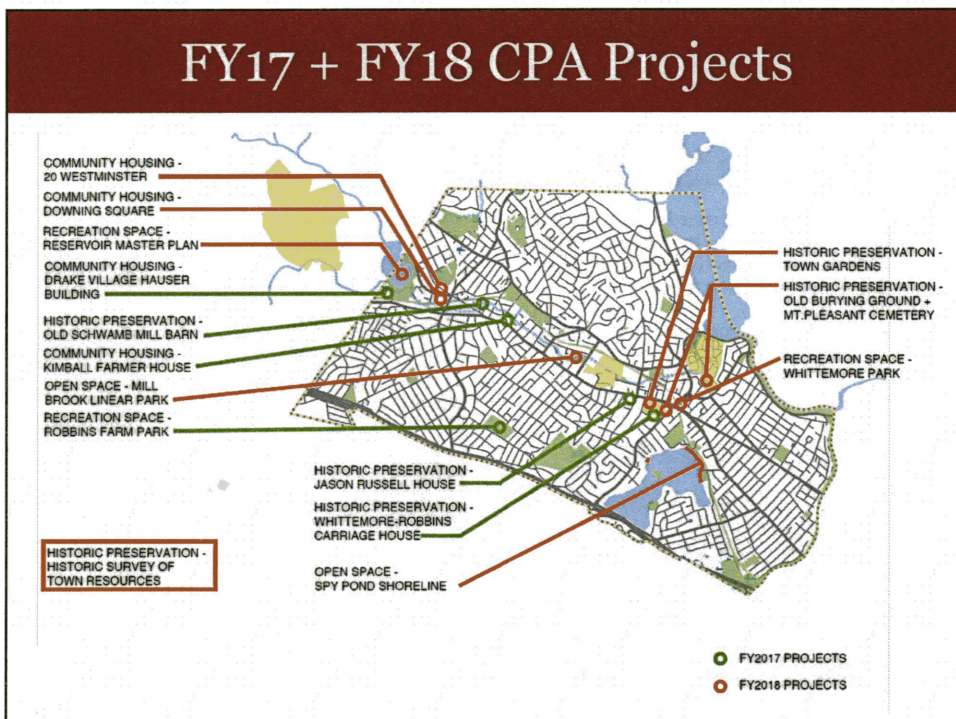 FY17 + FY18 CPA Projects
COMMUNITY HOUSING -
20 WESTMINSTER
COMMUNITY HOUSING -
DOWNING SQUARE
RECREATION SPACE -
RESERVOIR MASTER PLAN
COMMUNITY HOUSING -
DRAKE VILLAGE HAUSER
BUILDING
HISTORIC PRESERVATION -
OLD SCHWAMB MILL BARN
COMMUNITY HOUSING -
KIMBALL FARMER HOUSE
OPEN SPACE - MILL
BROOK LINEAR PARK
RECREATION SPACE -
ROBBINS FARM PARK
HISTORIC PRESERVATION -
TOWN GARDENS
HISTORIC PRESERVATION -
OLD BURYING GROUND +
MT.PLEASANT CEMETERY
RECREATION SPACE -
WHITTEMORE PARK
HISTORIC PRESERVATION -
JASON RUSSELL HOUSE
HISTORIC PRESERVATION -
WHITTEMORE-ROBBINS
CARRIAGE HOUSE
OPEN SPACE -
SPY POND SHORELINE
HISTORIC PRESERVATION -
HISTORIC SURVEY OF
TOWN RESOURCES
FY2017 PROJECTS
FY2018 PROJECTS